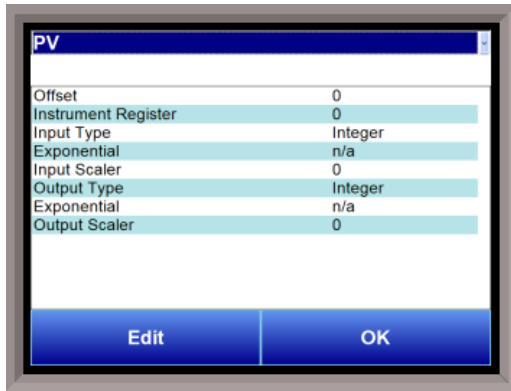 PV
Offset 0
Instrument Register 0
Input Type Integer
Exponential n/a
Input Scaler 0
Output Type Integer
Exponential n/a
Output Scaler 0
Edit OK